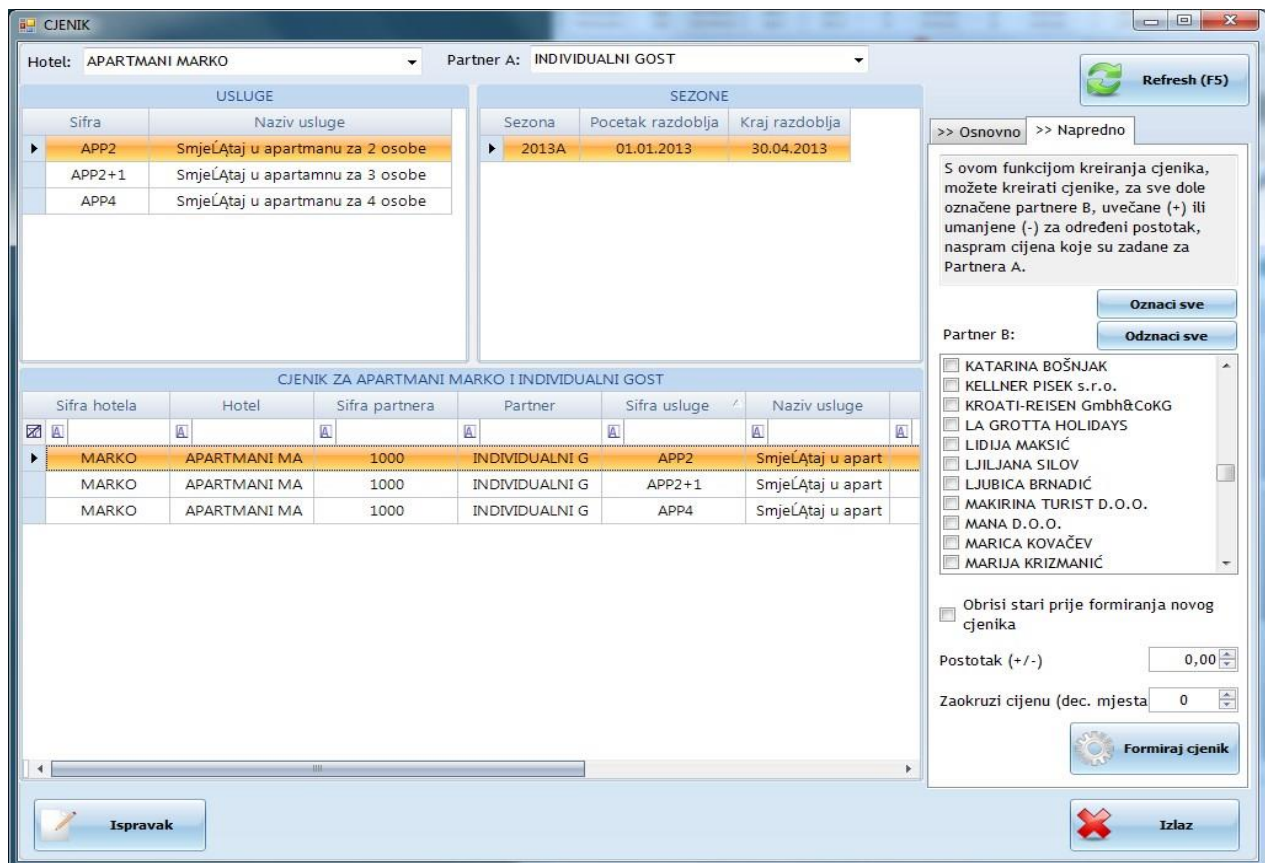 CJENIK
Hotel: APARTMANI MARKO Partner A: INDIVIDUALNI GOST
Refresh (F5)
USLUGE
Sifra Naziv usluge
APP2 SmjeĹĄtaj u apartmanu za 2 osobe
APP2+1 SmjeĹĄtaj u apartamnu za 3 osobe
APP4 SmjeĹĄtaj u apartmanu za 4 osobe
SEZONE
Sezona Pocetak razdoblja Kraj razdoblja
2013A 01.01.2013 30.04.2013
>> Osnovno >> Napredno
S ovom funkcijom kreiranja cjenika,
možete kreirati cjenike, za sve dole
označene partnere B, uvečane (+) ili
umanjene (-) za određeni postotak,
naspram cijena koje su zadane za
Partnera A.
Oznaci sve
Partner B: Odznaci sve
KATARINA BOŠNJAK
KELLNER PISEK s.r.o.
KROATI-REISEN Gmbh&CoKG
LA GROTTA HOLIDAYS
LIDIJA MAKSIĆ
LJILJANA SILOV
LJUBICA BRNADIĆ
MAKIRINA TURIST D.O.O.
MANA D.O.O.
MARICA KOVAČEV
MARIJA KRIZMANIĆ
CJENIK ZA APARTMANI MARKO I INDIVIDUALNI GOST
Sifra hotela Hotel Sifra partnera Partner Sifra usluge Naziv usluge
A A A A A A A
MARKO APARTMANI MA 1000 INDIVIDUALNI G APP2 SmjeĹĄtaj u apart
MARKO APARTMANI MA 1000 INDIVIDUALNI G APP2+1 SmjeĹĄtaj u apart
MARKO APARTMANI MA 1000 INDIVIDUALNI G APP4 SmjeĹĄtaj u apart
Obrisi stari prije formiranja novog
cjenika
Postotak (+/-) 0,00
Zaokruzi cijenu (dec. mjesta 0
Formiraj cjenik
Ispravak
Izlaz